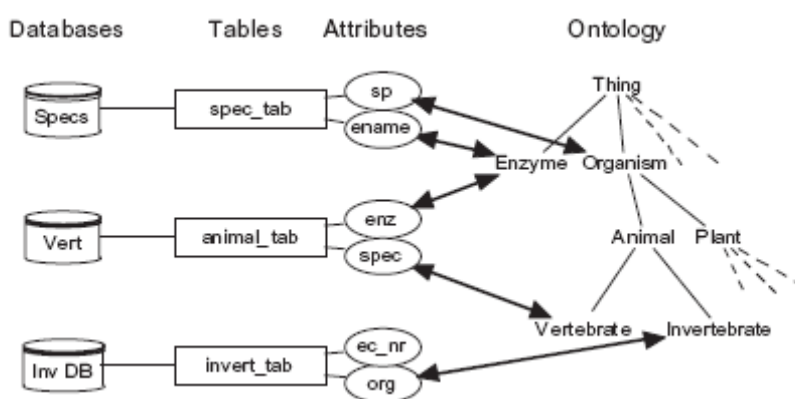 Databases Tables Attributes Ontology
Specs spec_tab sp ename Thing
Enzyme Organism
Vert animal_tab enz spec Animal Plant
Vertebrate Invertebrate
Inv DB invert_tab ec_nr org